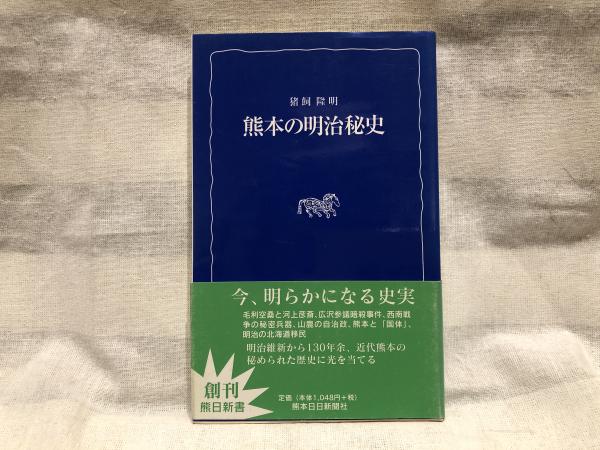 猪飼 隆明
熊本の明治秘史
今、明らかになる史実
毛利空桑と河上彦斎、広沢参議暗殺事件、西南戦
争の秘密兵器、山鹿の自治政、熊本と「国体」、
明治の北海道移民
明治維新から130年余、近代熊本の
秘められた歴史に光を当てる
創刊
熊日新書
定価（本体1,048円+税）
熊本日日新聞社